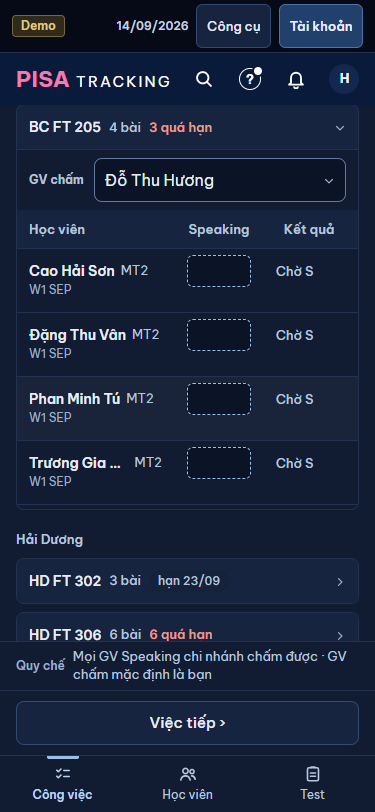 Demo 14/09/2026 Công cụ Tài khoản
PISA TRACKING ? H
BC FT 205 4 bài 3 quá hạn
GV chấm Đỗ Thu Hương
Học viên Speaking Kết quả
Cao Hải Sơn MT2 Chờ S
W1 SEP
Đặng Thu Vân MT2 Chờ S
W1 SEP
Phan Minh Tú MT2 Chờ S
W1 SEP
Trương Gia ... MT2 Chờ S
W1 SEP
Hải Dương
HD FT 302 3 bài hạn 23/09
HD FT 306 6 bài 6 quá hạn
Quy chế Mọi GV Speaking chi nhánh chấm được · GV
chấm mặc định là bạn
Việc tiếp ›
Công việc Học viên Test